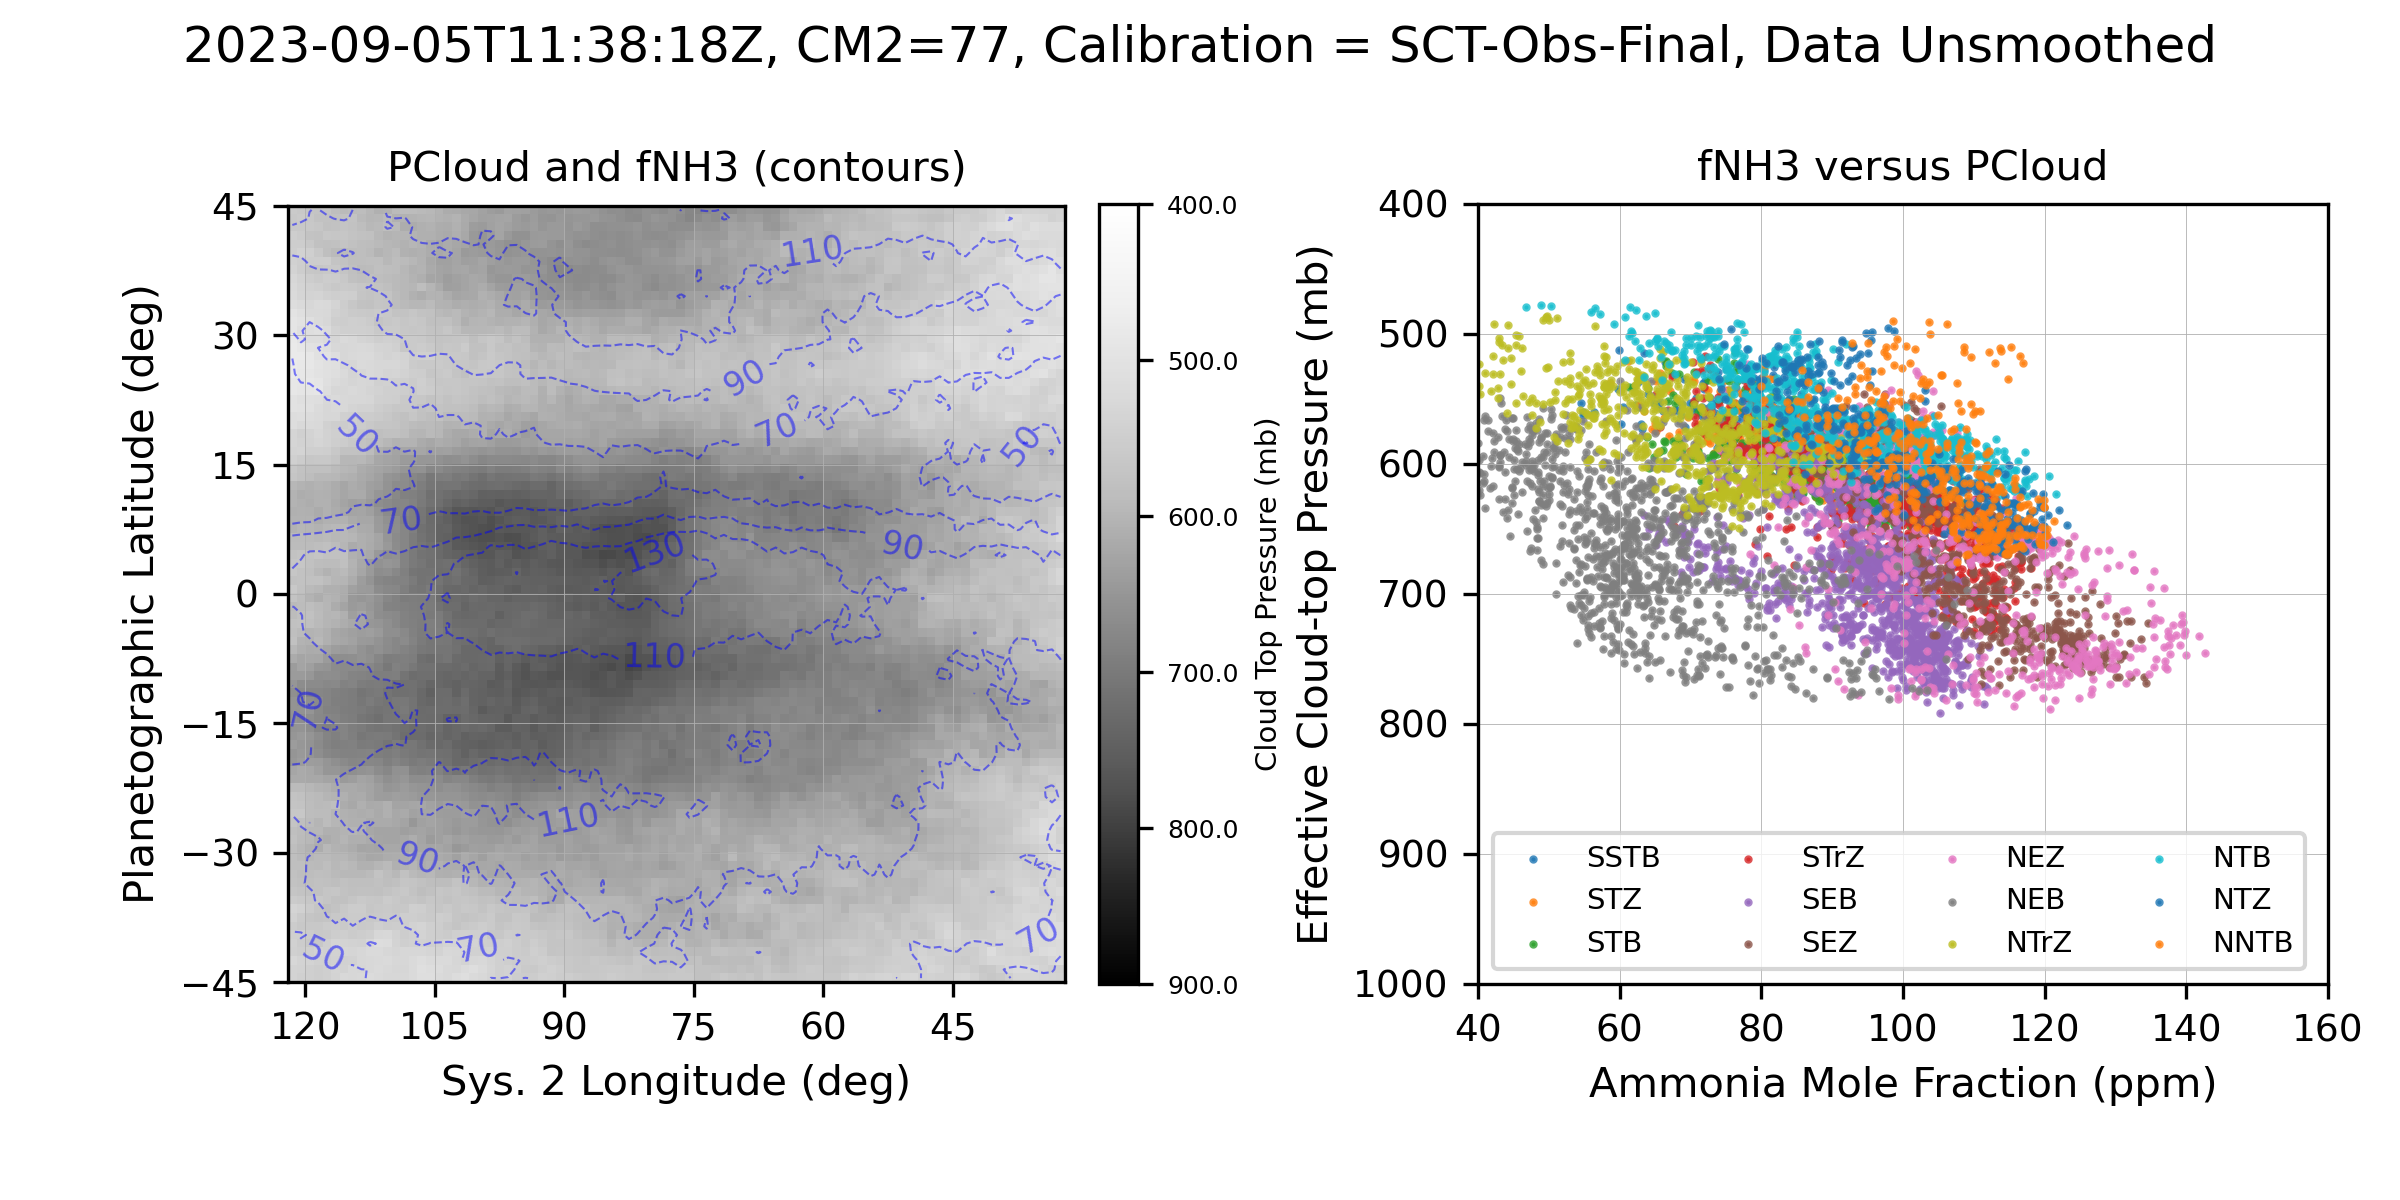 2023-09-05T11:38:18Z, CM2=77, Calibration = SCT-Obs-Final, Data Unsmoothed
PCloud and fNH3 (contours)
Planetographic Latitude (deg)
45
30
15
0
−15
−30
−45
120 105 90 75 60 45
Sys. 2 Longitude (deg)
110
90
70
50
50
70
90
130
110
70
110
90
50
70
70
400.0
500.0
600.0
700.0
800.0
900.0
Cloud Top Pressure (mb)
fNH3 versus PCloud
Effective Cloud-top Pressure (mb)
400
500
600
700
800
900
1000
SSTB STrZ NEZ NTB
STZ SEB NEB NTZ
STB SEZ NTrZ NNTB
40 60 80 100 120 140 160
Ammonia Mole Fraction (ppm)